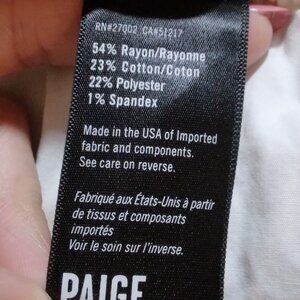 RN#27002 CA#51217
54% Rayon/Rayonne
23% Cotton/Coton
22% Polyester
1% Spandex
Made in the USA of Imported
fabric and components.
See care on reverse.
Fabriqué aux États-Unis à partir
de tissus et composants
importés
Voir le soin sur l'inverse.
PAIGE